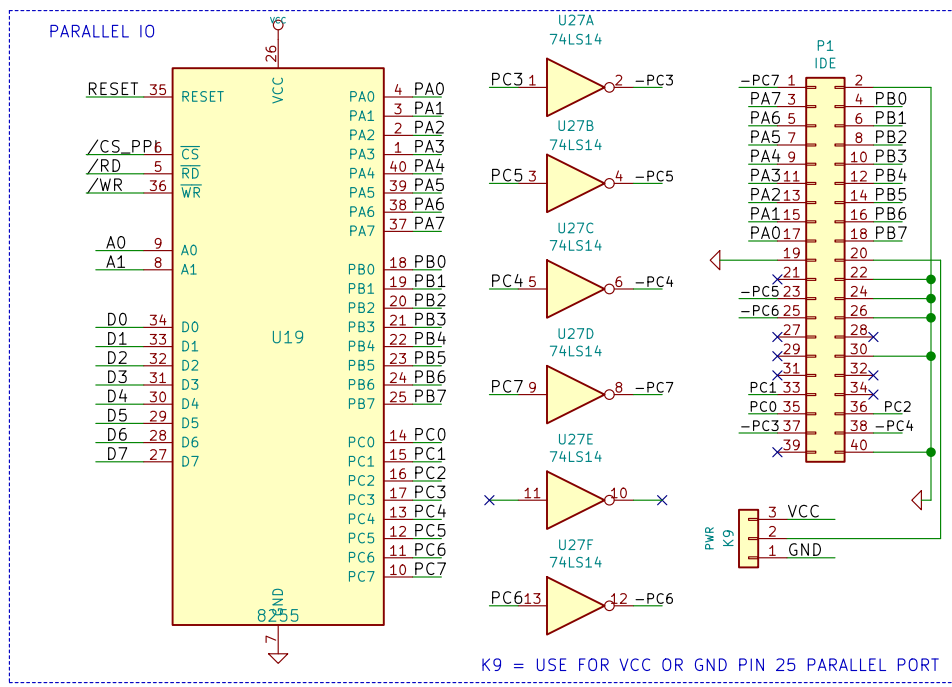 PARALLEL IO
VCC
26
VCC
RESET 35 RESET
/CS_PPI 6 CS
/RD 5 RD
/WR 36 WR
A0 9 A0
A1 8 A1
D0 34 D0
D1 33 D1
D2 32 D2
D3 31 D3
D4 30 D4
D5 29 D5
D6 28 D6
D7 27 D7
U19
PA0 4 PA0
PA1 3 PA1
PA2 2 PA2
PA3 1 PA3
PA4 40 PA4
PA5 39 PA5
PA6 38 PA6
PA7 37 PA7
PB0 18 PB0
PB1 19 PB1
PB2 20 PB2
PB3 21 PB3
PB4 22 PB4
PB5 23 PB5
PB6 24 PB6
PB7 25 PB7
PC0 14 PC0
PC1 15 PC1
PC2 16 PC2
PC3 17 PC3
PC4 13 PC4
PC5 12 PC5
PC6 11 PC6
PC7 10 PC7
GND
8255
7
U27A
74LS14
PC3 1 2 -PC3
U27B
74LS14
PC5 3 4 -PC5
U27C
74LS14
PC4 5 6 -PC4
U27D
74LS14
PC7 9 8 -PC7
U27E
74LS14
11 10
U27F
74LS14
PC6 13 12 -PC6
P1
IDE
-PC7 1 2
PA7 3 4 PB0
PA6 5 6 PB1
PA5 7 8 PB2
PA4 9 10 PB3
PA3 11 12 PB4
PA2 13 14 PB5
PA1 15 16 PB6
PA0 17 18 PB7
19 20
21 22
-PC5 23 24
-PC6 25 26
27 28
29 30
31 32
PC1 33 34
PC0 35 36 PC2
-PC3 37 38 -PC4
39 40
PWR
K9
3 VCC
2
1 GND
K9 = USE FOR VCC OR GND PIN 25 PARALLEL PORT